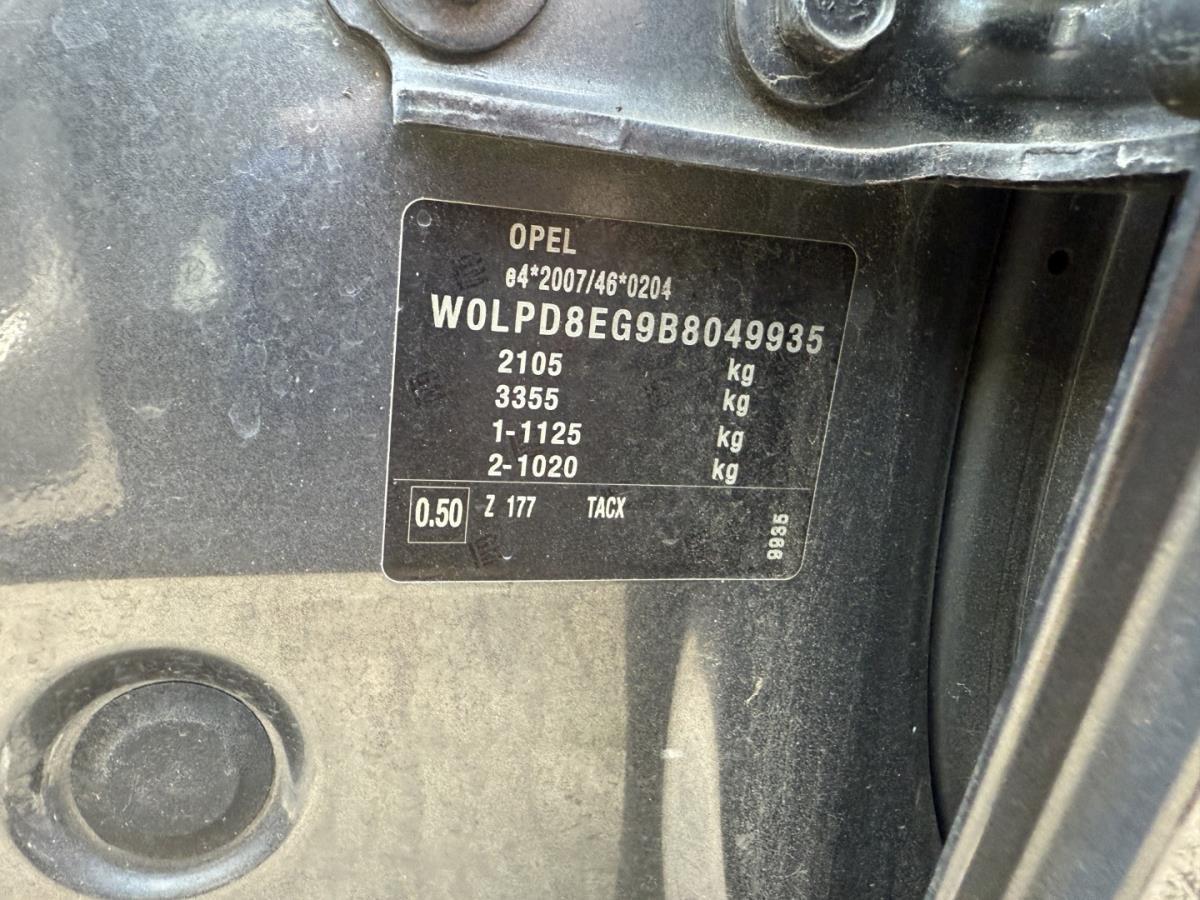 OPEL
e4*2007/46*0204
W0LPD8EG9B8049935
2105 kg
3355 kg
1-1125 kg
2-1020 kg
0.50 Z 177 TACX
9935